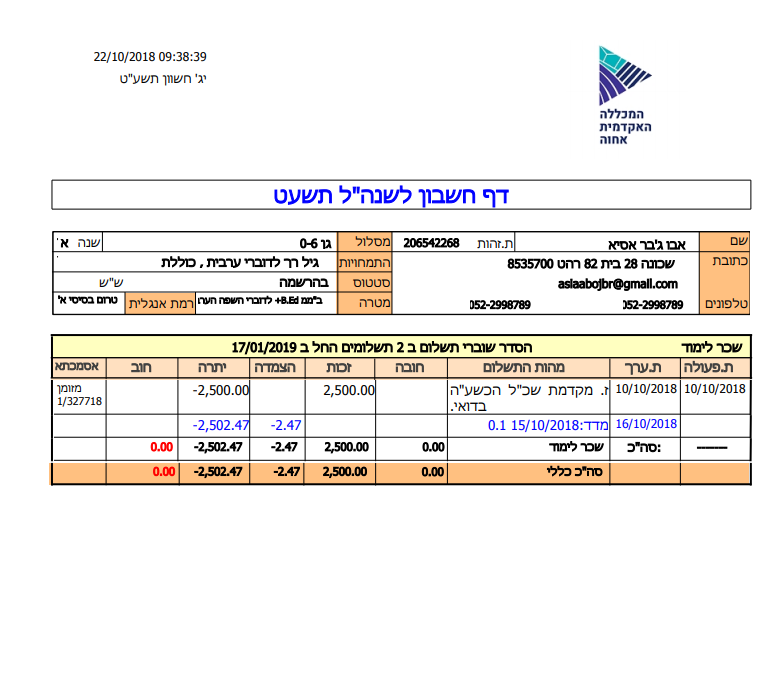 22/10/2018 09:38:39
יג' חשוון תשע"ט
המכללה
האקדמית
אחוה
דף חשבון לשנה"ל תשעט
שם אבו ג'בר אסיא ת.זהות 206542268 מסלול גן 0-6 שנה א'
כתובת שכונה 28 בית 82 רהט 8535700 התמחויות גיל רך לדוברי ערבית , כוללת
asiaabojbr@gmail.com סטטוס בהרשמה ש"ש
טלפונים 052-2998789 052-2998789 מטרה ב"ממ B.Ed+ לדוברי השפה הער רמת אנגלית טרום בסיסי א'
שכר לימוד הסדר שוברי תשלום ב 2 תשלומים החל ב 17/01/2019
ת.פעולה ת.ערך מהות התשלום חובה זכות הצמדה יתרה חוב אסמכתא
10/10/2018 10/10/2018 ז. מקדמת שכ"ל הכשע"ה 2,500.00 -2,500.00 מזומן
בדואי. 1/327718
16/10/2018 מדד:15/10/2018 0.1 -2.47 -2,502.47
-------- סה"כ: שכר לימוד 0.00 2,500.00 -2.47 -2,502.47 0.00
סה"כ כללי 0.00 2,500.00 -2.47 -2,502.47 0.00